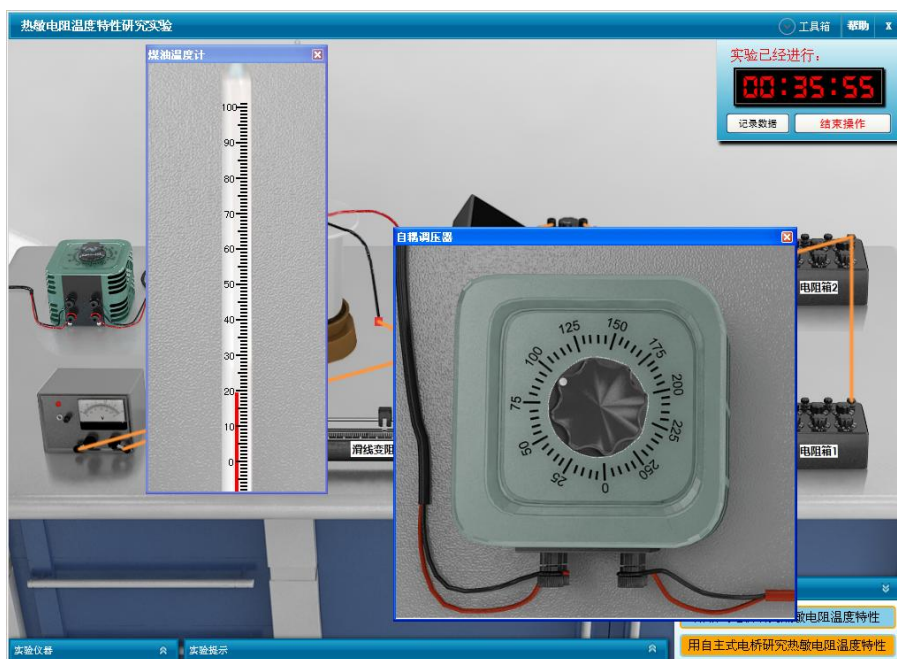 热敏电阻温度特性研究实验
工具箱 帮助 X
煤油温度计
实验已经进行：
00:35:55
记录数据 结束操作
100
90
80
70
60
50
40
30
20
10
0
自耦调压器
125 150
100 175
75 200
50 225
25 0 250
电阻箱2
电阻箱1
滑线变阻
敏电阻温度特性
用自主式电桥研究热敏电阻温度特性
实验仪器 实验提示